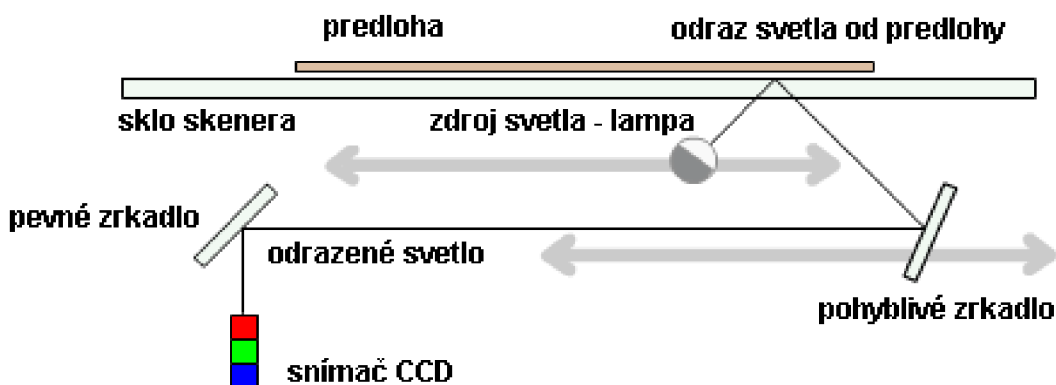 predloha
odraz svetla od predlohy
sklo skenera
zdroj svetla - lampa
pevné zrkadlo
odrazené svetlo
pohyblivé zrkadlo
snímač CCD